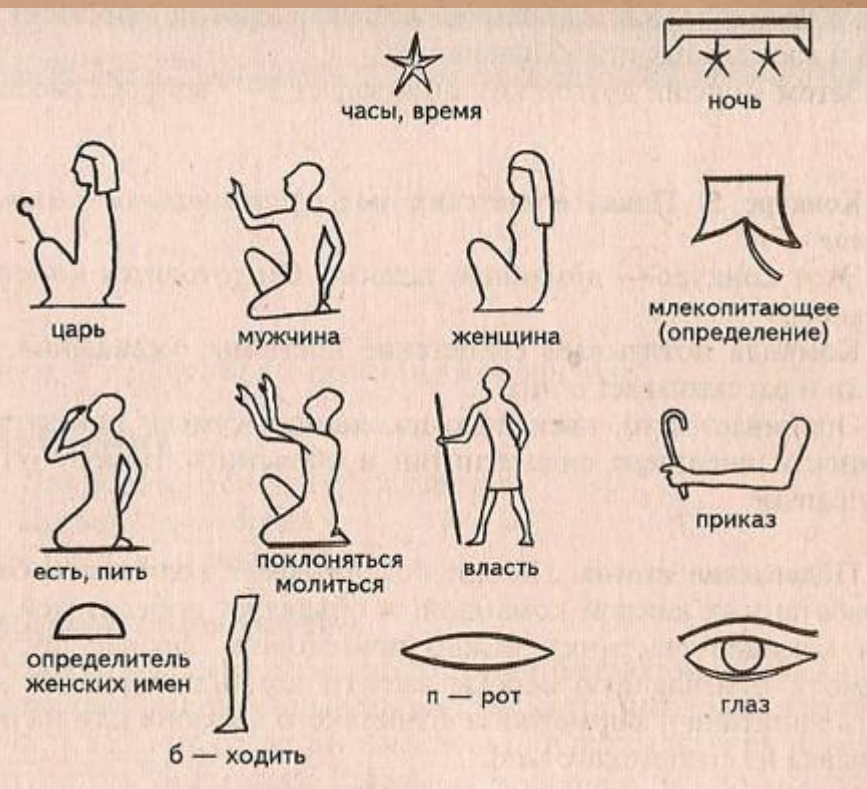 часы, время
ночь
царь
мужчина
женщина
млекопитающее
(определение)
есть, пить
поклоняться
молиться
власть
приказ
определитель
женских имен
б — ходить
п — рот
глаз